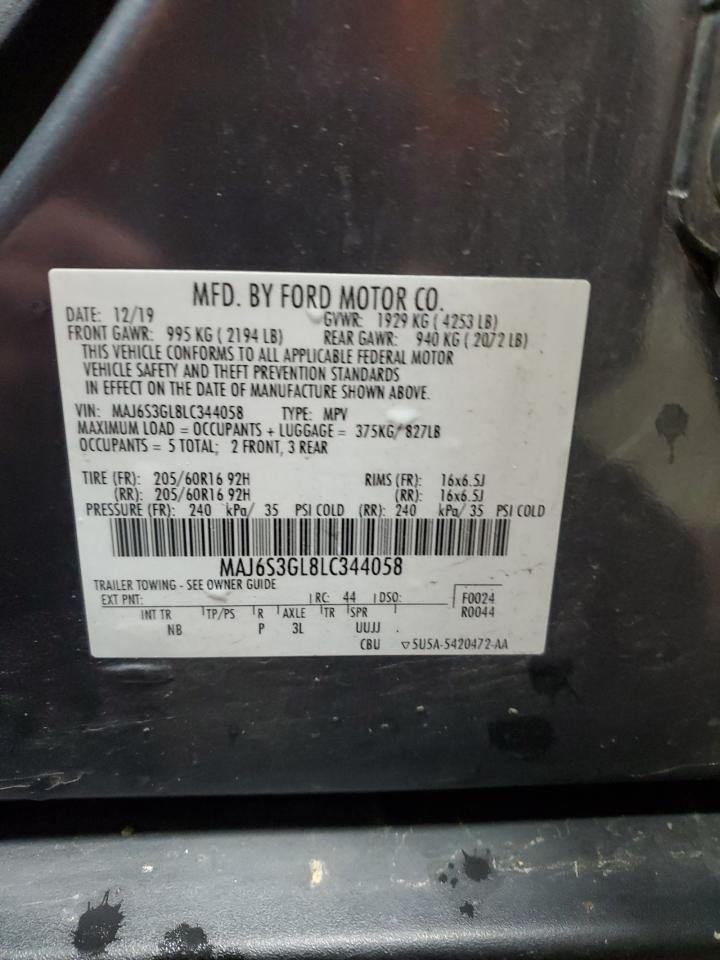 MFD. BY FORD MOTOR CO.
DATE: 12/19 GVWR: 1929 KG ( 4253 LB)
FRONT GAWR: 995 KG ( 2194 LB) REAR GAWR: 940 KG ( 2072 LB)
THIS VEHICLE CONFORMS TO ALL APPLICABLE FEDERAL MOTOR
VEHICLE SAFETY AND THEFT PREVENTION STANDARDS
IN EFFECT ON THE DATE OF MANUFACTURE SHOWN ABOVE.
VIN: MAJ6S3GL8LC344058 TYPE: MPV
MAXIMUM LOAD = OCCUPANTS + LUGGAGE = 375KG/ 827LB
OCCUPANTS = 5 TOTAL; 2 FRONT, 3 REAR
TIRE (FR): 205/60R16 92H RIMS (FR): 16x6.5J
(RR): 205/60R16 92H (RR): 16x6.5J
PRESSURE (FR): 240 kPa/ 35 PSI COLD (RR): 240 kPa/ 35 PSI COLD
MAJ6S3GL8LC344058
TRAILER TOWING - SEE OWNER GUIDE
EXT PNT: RC: 44 DSO: F0024
INT TR TP/PS R AXLE TR SPR R0044
NB P 3L UUJJ .
CBU ▽5U5A-5420472-AA